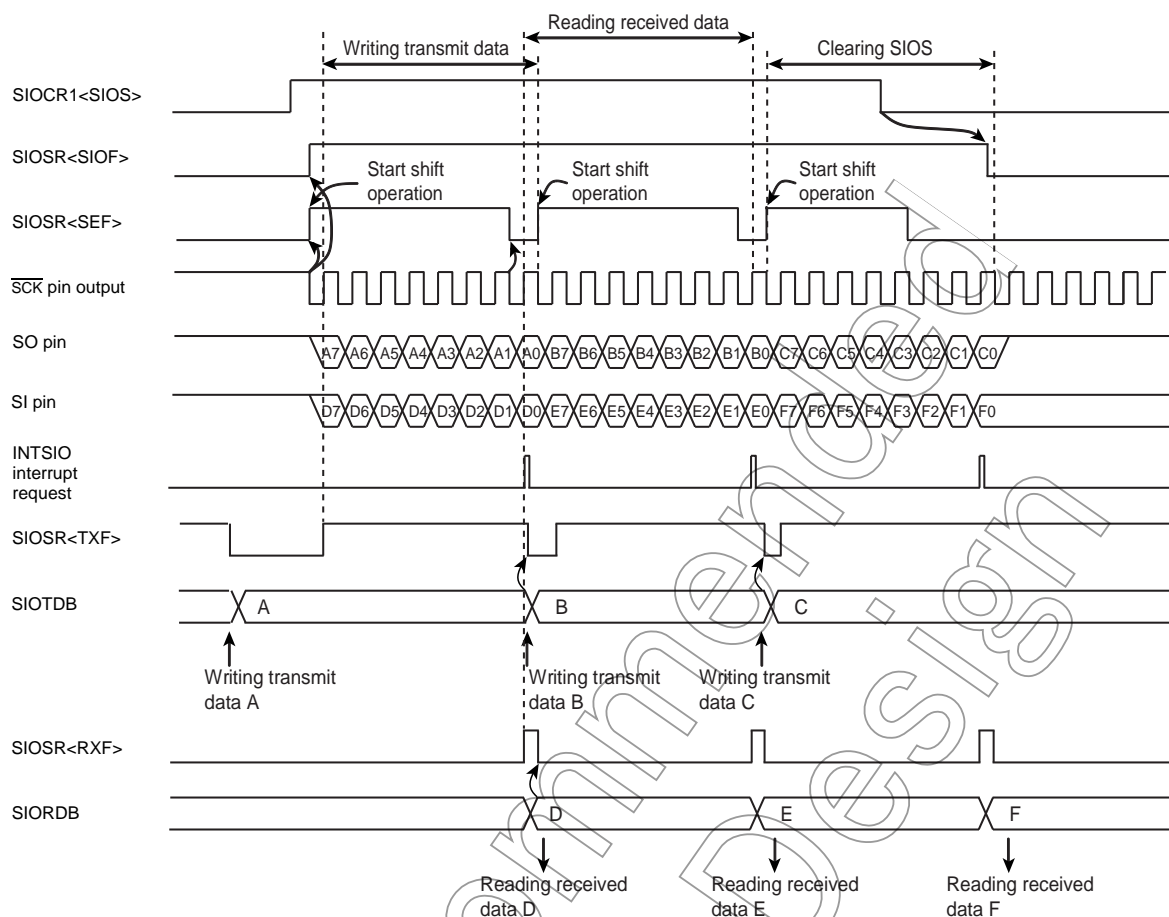 Reading received data
Writing transmit data
Clearing SIOS
SIOCR1<SIOS>
SIOSR<SIOF>
Start shift
operation
Start shift
operation
Start shift
operation
SIOSR<SEF>
SCK pin output
SO pin
A7 A6 A5 A4 A3 A2 A1 A0 B7 B6 B5 B4 B3 B2 B1 B0 C7 C6 C5 C4 C3 C2 C1 C0
SI pin
D7 D6 D5 D4 D3 D2 D1 D0 E7 E6 E5 E4 E3 E2 E1 E0 F7 F6 F5 F4 F3 F2 F1 F0
INTSIO
interrupt
request
SIOSR<TXF>
SIOTDB
A B C
Writing transmit
data A
Writing transmit
data B
Writing transmit
data C
SIOSR<RXF>
SIORDB
D E F
Reading received
data D
Reading received
data E
Reading received
data F
ommended
Design